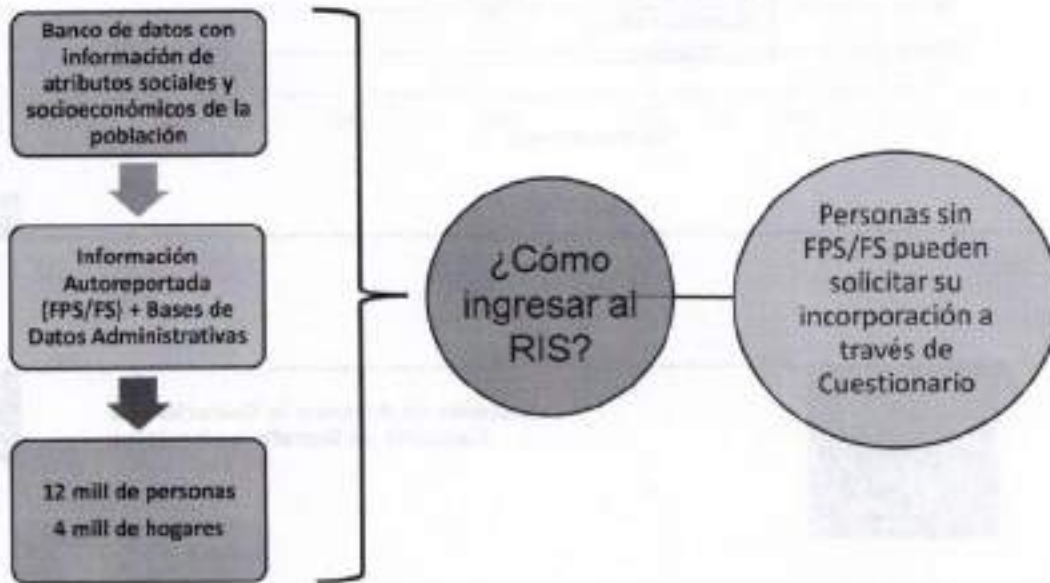 Banco de datos con
información de
atributos sociales y
socioeconómicos de la
población
Información
Autoreportada
(FPS/FS) + Bases de
Datos Administrativas
12 mill de personas
4 mill de hogares
¿Cómo
ingresar al
RIS?
Personas sin
FPS/FS pueden
solicitar su
incorporación a
través de
Cuestionario